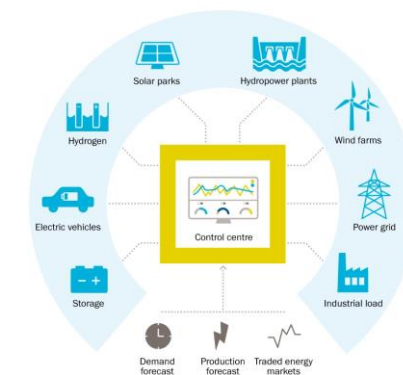 Solar parks
Hydropower plants
Hydrogen
Wind farms
Control centre
Electric vehicles
Power grid
Storage
Industrial load
Demand
forecast
Production
forecast
Traded energy
markets